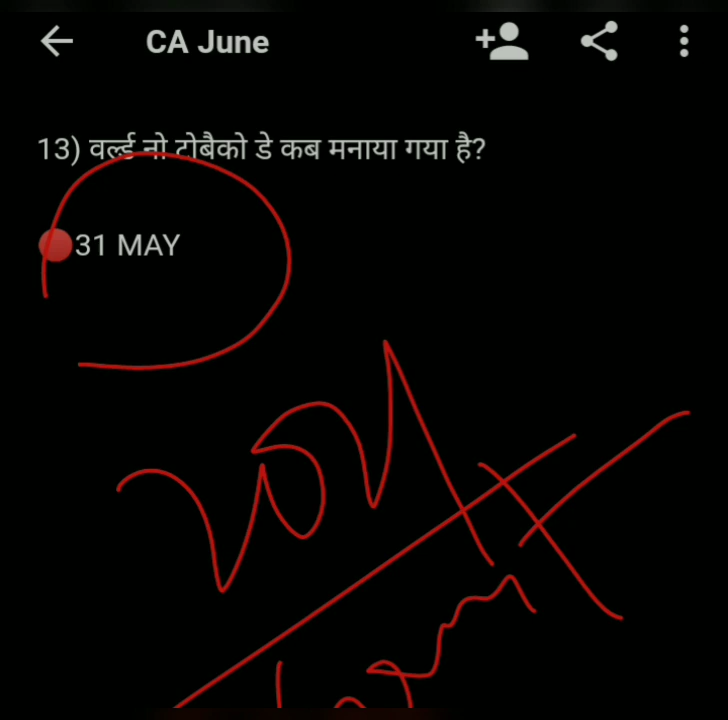 CA June
13) वर्ल्ड नो टोबैको डे कब मनाया गया है?
31 MAY